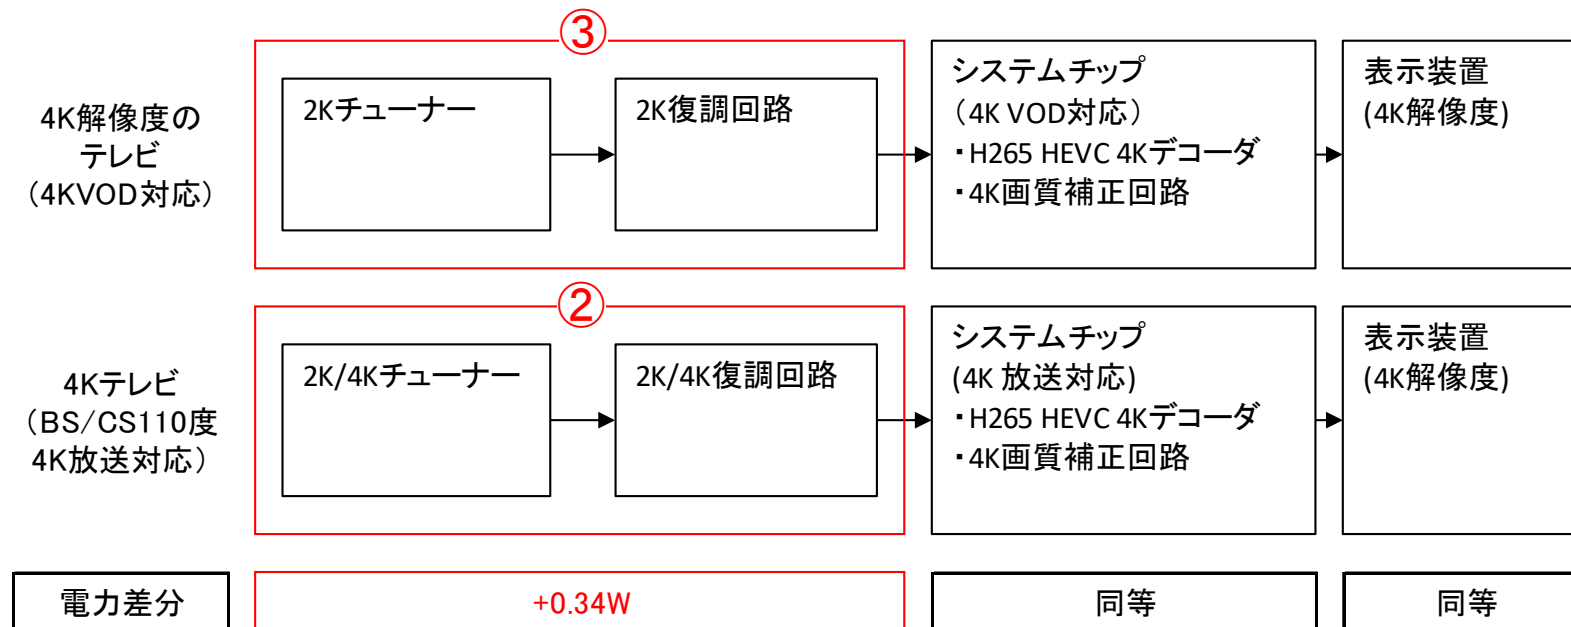 ③
4K解像度の
テレビ
（4KVOD対応）
2Kチューナー
2K復調回路
システムチップ
（4K VOD対応）
・H265 HEVC 4Kデコーダ
・4K画質補正回路
表示装置
(4K解像度)
②
4Kテレビ
（BS/CS110度
4K放送対応）
2K/4Kチューナー
2K/4K復調回路
システムチップ
(4K 放送対応)
・H265 HEVC 4Kデコーダ
・4K画質補正回路
表示装置
(4K解像度)
電力差分
+0.34W
同等
同等